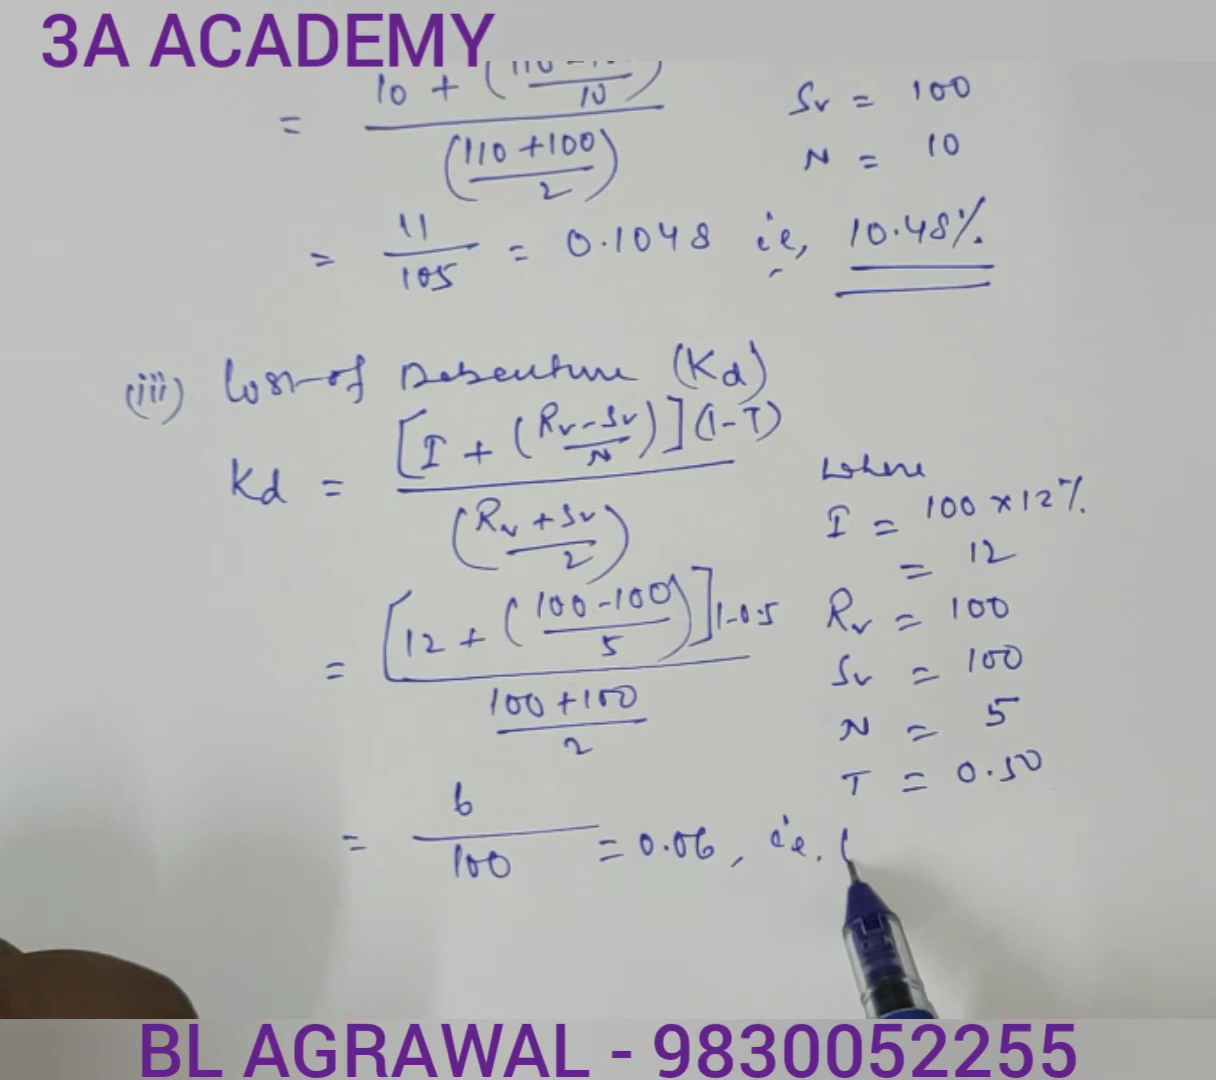 3A ACADEMY
= 10 + (110 - 100 / 10) / (110 + 100 / 2)
Sv = 100
N = 10
= 11 / 105 = 0.1048 ie, 10.48%
(iii) Cost of Debenture (Kd)
Kd = [I + (Rv - Sv / N)] (1 - T) / (Rv + Sv / 2)
where
I = 100 × 12%
= 12
= [12 + (100 - 100 / 5)] 1 - 0.5 / 100 + 100 / 2
Rv = 100
Sv = 100
N = 5
T = 0.50
= 6 / 100 = 0.06, i.e. (
BL AGRAWAL - 9830052255